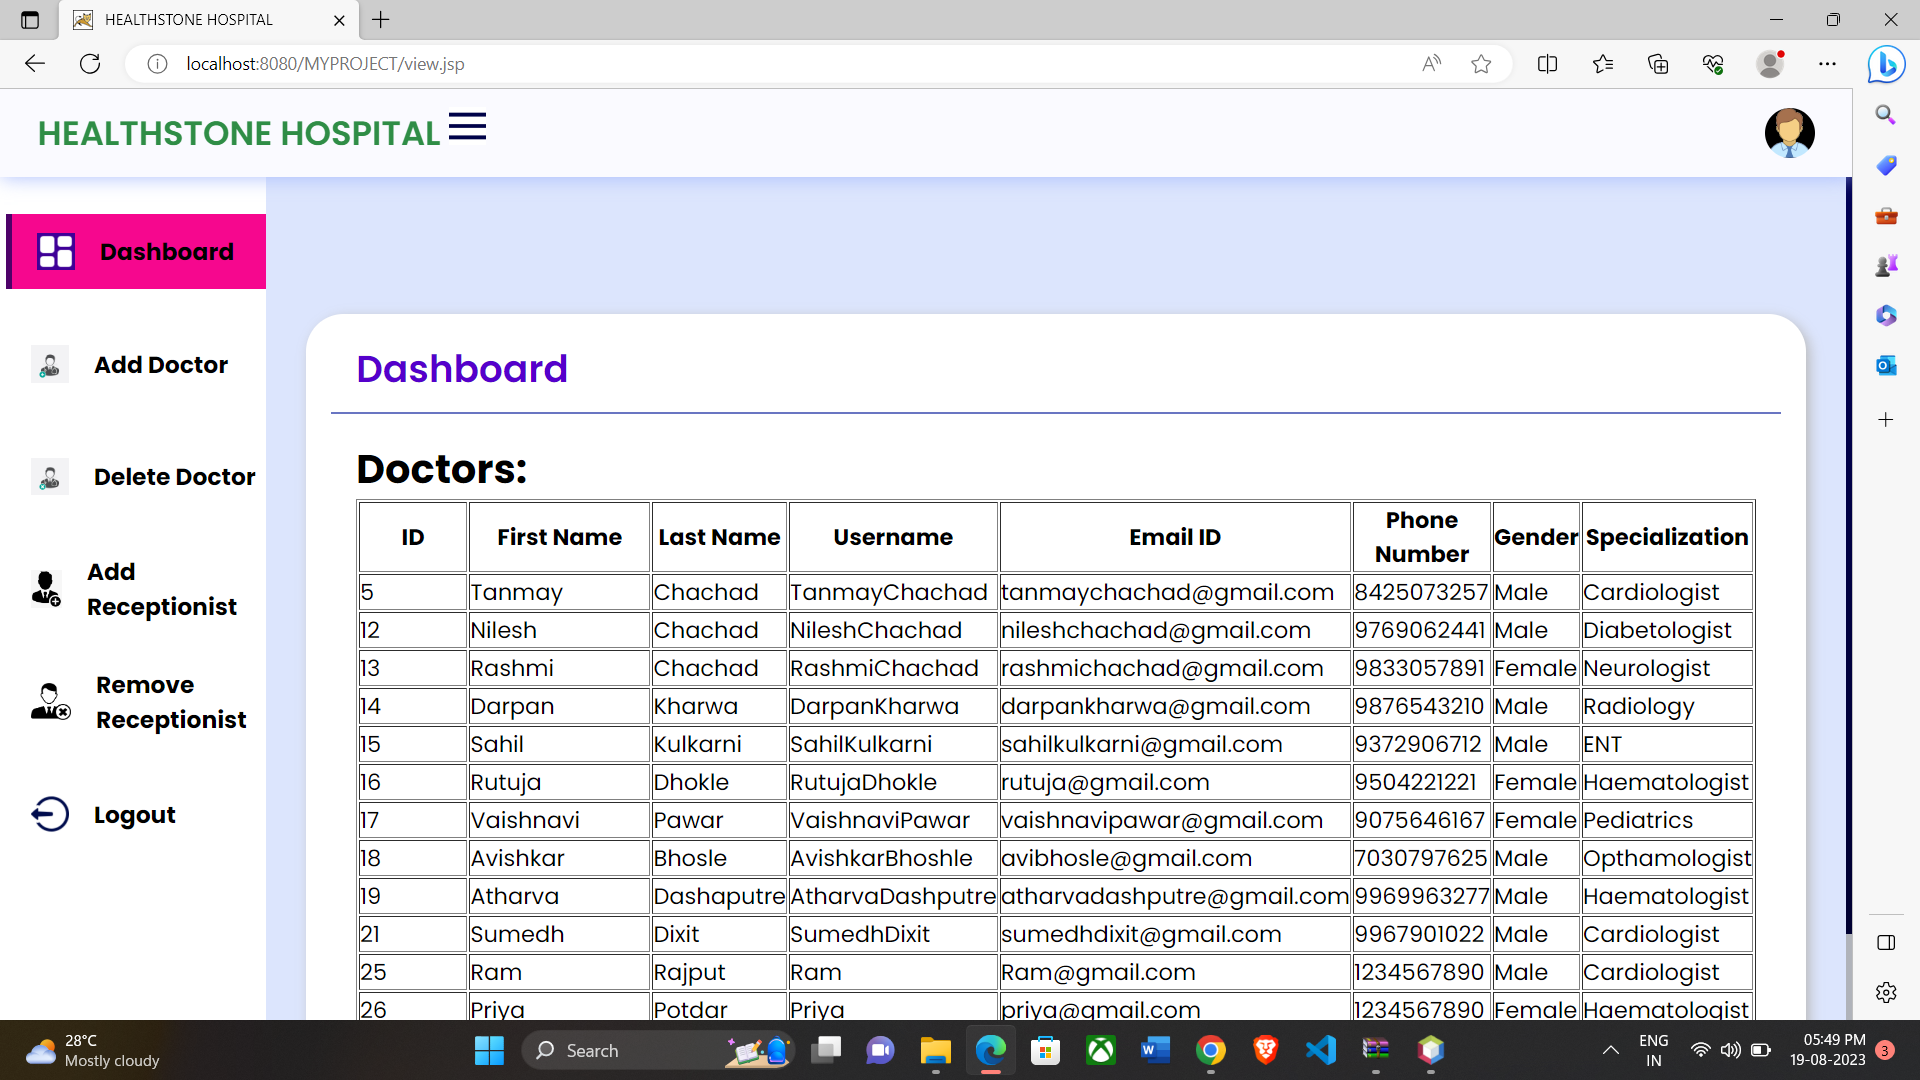 HEALTHSTONE HOSPITAL
localhost:8080/MYPROJECT/view.jsp
HEALTHSTONE HOSPITAL
Dashboard
Add Doctor
Delete Doctor
Add
Receptionist
Remove
Receptionist
Logout
Dashboard
Doctors:
ID First Name Last Name Username Email ID Phone Number Gender Specialization
5 Tanmay Chachad TanmayChachad tanmaychachad@gmail.com 8425073257 Male Cardiologist
12 Nilesh Chachad NileshChachad nileshchachad@gmail.com 9769062441 Male Diabetologist
13 Rashmi Chachad RashmiChachad rashmichachad@gmail.com 9833057891 Female Neurologist
14 Darpan Kharwa DarpanKharwa darpankharwa@gmail.com 9876543210 Male Radiology
15 Sahil Kulkarni SahilKulkarni sahilkulkarni@gmail.com 9372906712 Male ENT
16 Rutuja Dhokle RutujaDhokle rutuja@gmail.com 9504221221 Female Haematologist
17 Vaishnavi Pawar VaishnaviPawar vaishnavipawar@gmail.com 9075646167 Female Pediatrics
18 Avishkar Bhosle AvishkarBhoshle avibhosle@gmail.com 7030797625 Male Opthamologist
19 Atharva Dashaputre AtharvaDashputre atharvadashputre@gmail.com 9969963277 Male Haematologist
21 Sumedh Dixit SumedhDixit sumedhdixit@gmail.com 9967901022 Male Cardiologist
25 Ram Rajput Ram Ram@gmail.com 1234567890 Male Cardiologist
26 Priya Potdar Priya priya@gmail.com 1234567890 Female Haematologist
28°C
Mostly cloudy
Search
ENG
IN
05:49 PM
19-08-2023
3